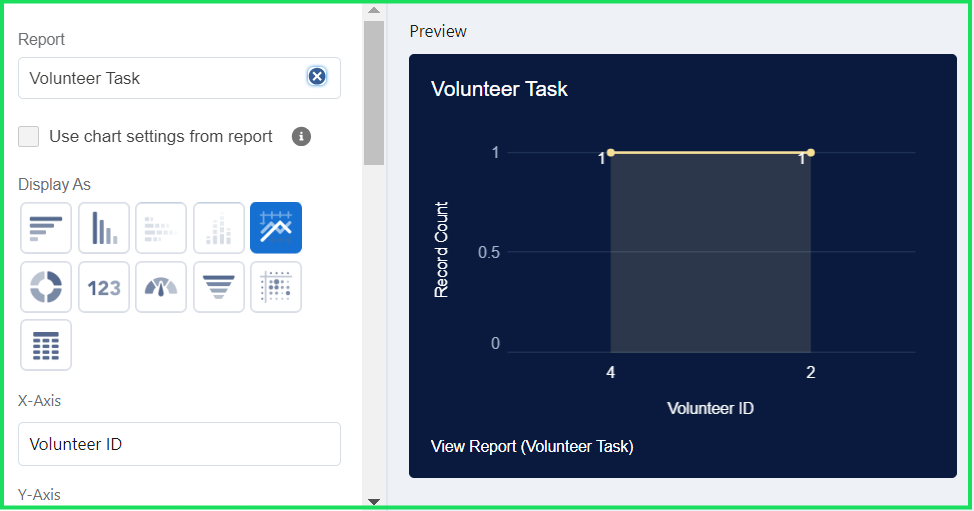 Report
Volunteer Task
Use chart settings from report
Display As
123
X-Axis
Volunteer ID
Y-Axis
Preview
Volunteer Task
1
1 1
0.5
0
Record Count
4 2
Volunteer ID
View Report (Volunteer Task)